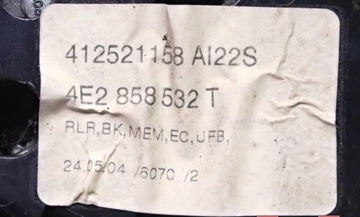 412521158 AI22S
4E2 858 532 T
RLR,BK,MEM,EC,UFB,
24.05.04 /6070 /2